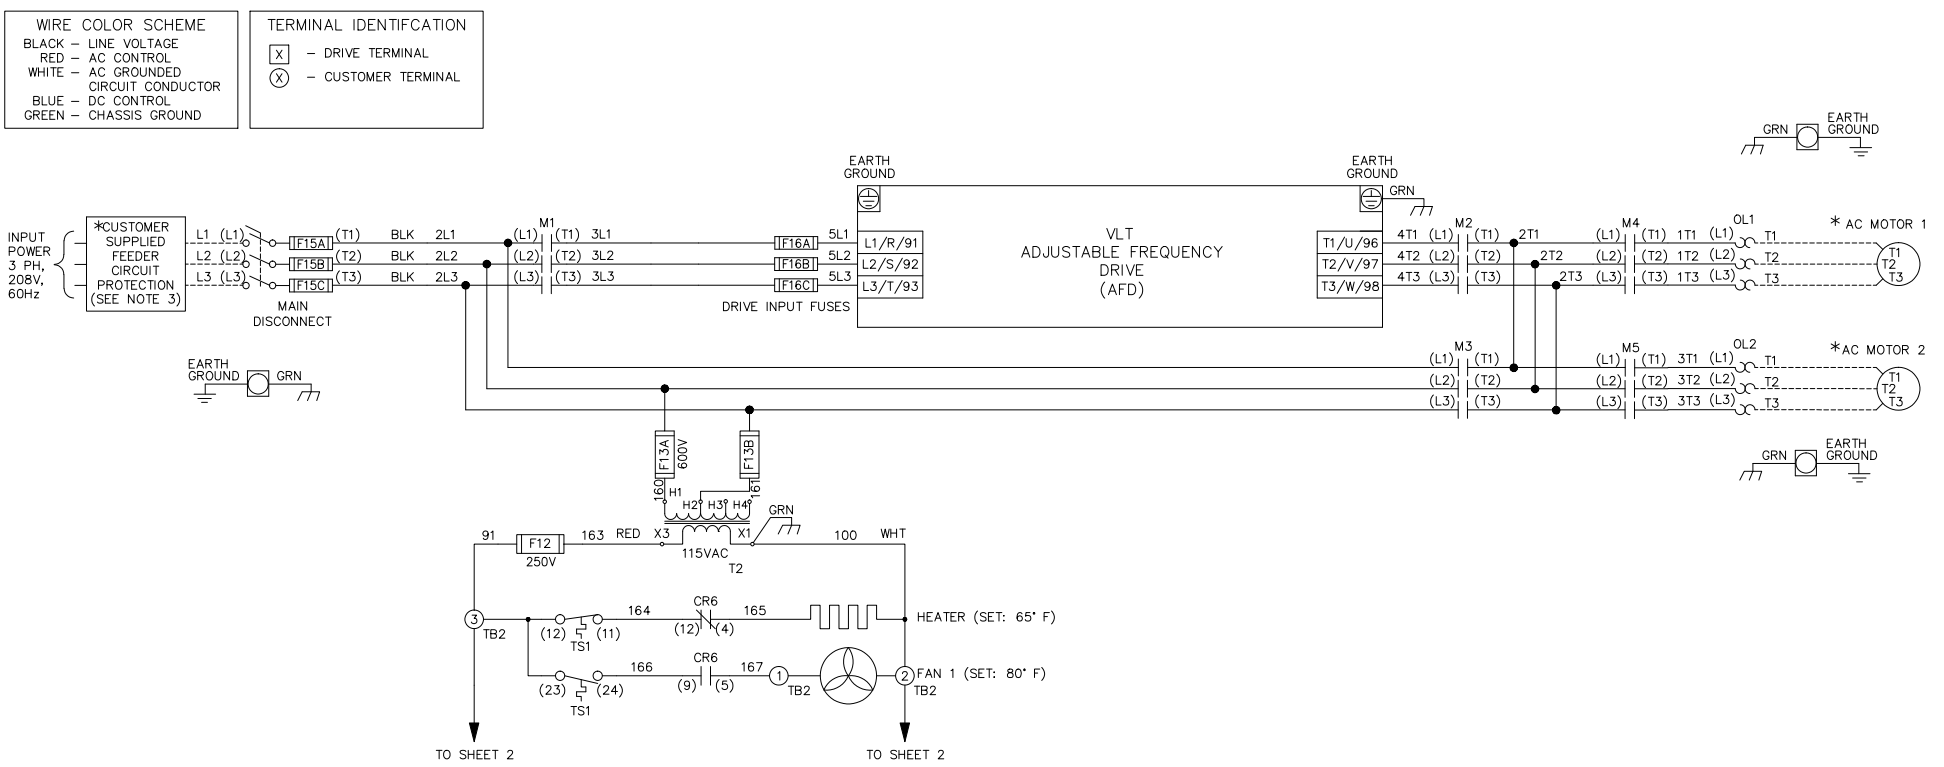 WIRE COLOR SCHEME
BLACK – LINE VOLTAGE
RED – AC CONTROL
WHITE – AC GROUNDED
CIRCUIT CONDUCTOR
BLUE – DC CONTROL
GREEN – CHASSIS GROUND
TERMINAL IDENTIFCATION
X – DRIVE TERMINAL
X – CUSTOMER TERMINAL
INPUT
POWER
3 PH,
208V,
60Hz
*CUSTOMER
SUPPLIED
FEEDER
CIRCUIT
PROTECTION
(SEE NOTE 3)
L1 (L1) F15A (T1) BLK 2L1 (L1) M1 (T1) 3L1 F16A 5L1 L1/R/91
L2 (L2) F15B (T2) BLK 2L2 (L2) (T2) 3L2 F16B 5L2 L2/S/92
L3 (L3) F15C (T3) BLK 2L3 (L3) (T3) 3L3 F16C 5L3 L3/T/93
MAIN
DISCONNECT
DRIVE INPUT FUSES
EARTH
GROUND
VLT
ADJUSTABLE FREQUENCY
DRIVE
(AFD)
EARTH
GROUND
GRN
T1/U/96 4T1 (L1) M2 (T1) 2T1 (L1) M4 (T1) 1T1 (L1) OL1 T1
T2/V/97 4T2 (L2) (T2) 2T2 (L2) (T2) 1T2 (L2) T2
T3/W/98 4T3 (L3) (T3) 2T3 (L3) (T3) 1T3 (L3) T3
* AC MOTOR 1
T1
T2
T3
GRN
EARTH
GROUND
(L1) M3 (T1) (L1) M5 (T1) 3T1 (L1) OL2 T1
(L2) (T2) (L2) (T2) 3T2 (L2) T2
(L3) (T3) (L3) (T3) 3T3 (L3) T3
*AC MOTOR 2
T1
T2
T3
GRN
EARTH
GROUND
EARTH
GROUND
GRN
F13A
600V
F13B
160
161
H1
H2 H3 H4
GRN
91 F12 163 RED X3 X1 100 WHT
250V
115VAC
T2
3
TB2
(12) (11)
TS1
164
CR6
(12) (4)
165
HEATER (SET: 65° F)
(23) (24)
TS1
166
CR6
(9) (5)
167
1
TB2
2
TB2
FAN 1 (SET: 80° F)
TO SHEET 2
TO SHEET 2